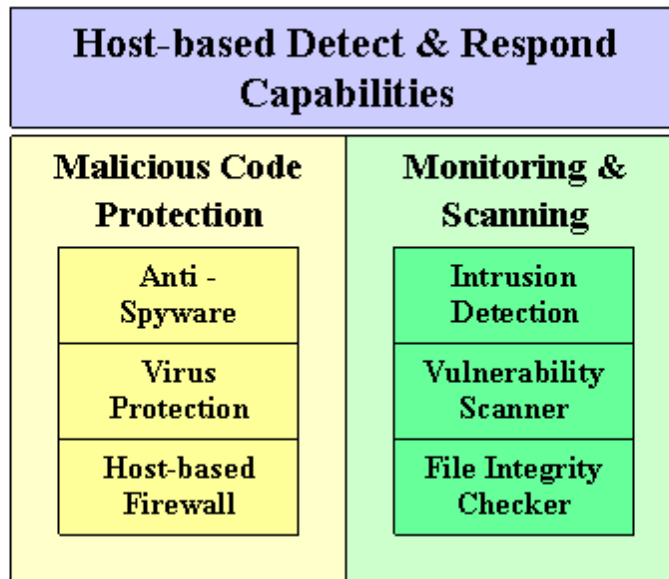 Host-based Detect & Respond
Capabilities
Malicious Code
Protection
Anti -
Spyware
Virus
Protection
Host-based
Firewall
Monitoring &
Scanning
Intrusion
Detection
Vulnerability
Scanner
File Integrity
Checker